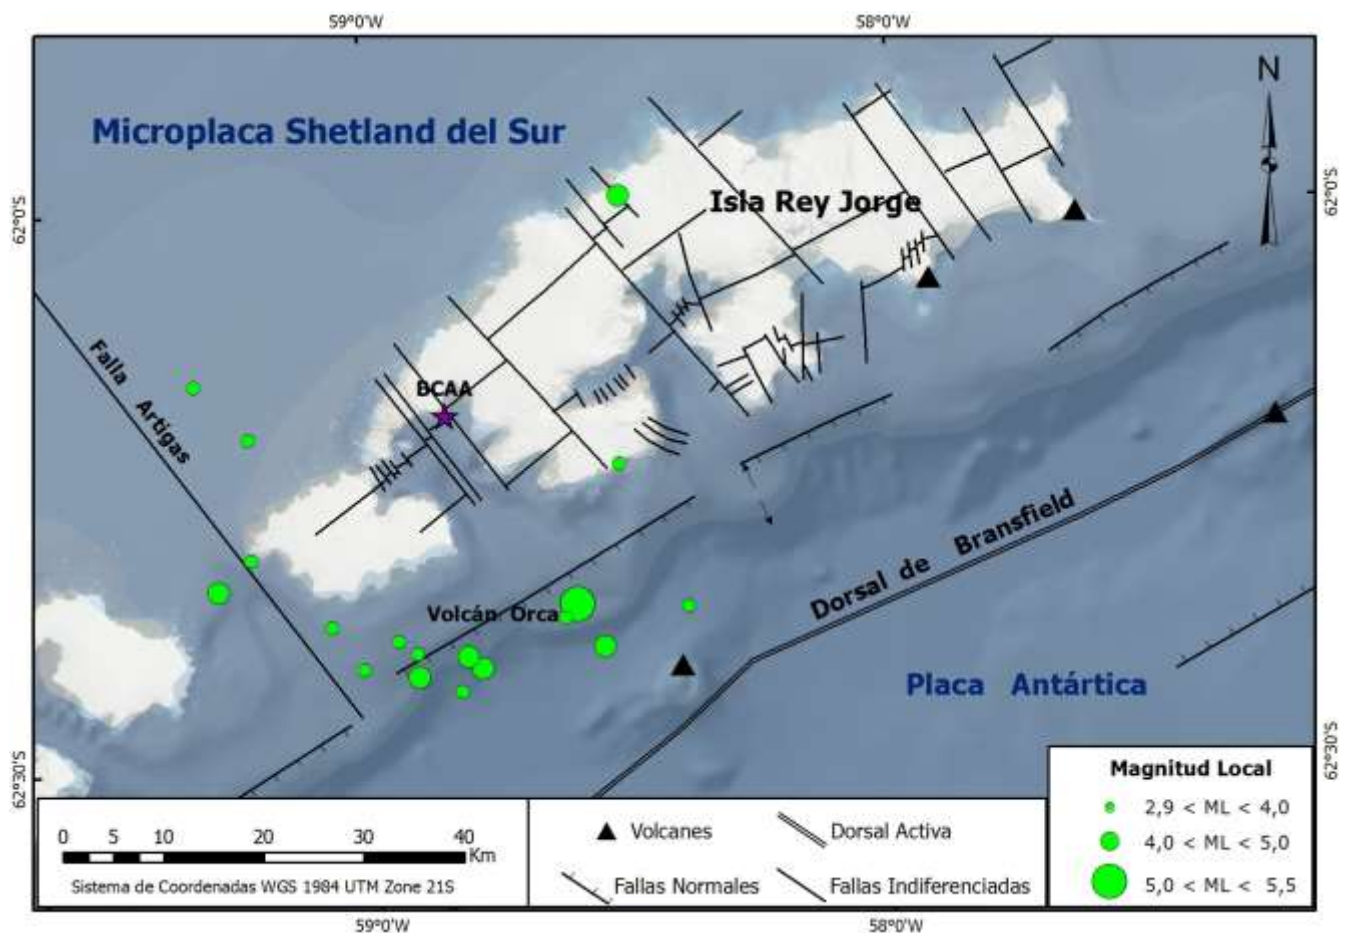 59°0'W
58°0'W
N
Microplaca Shetland del Sur
Isla Rey Jorge
62°0'S
62°0'S
Falla
Artigas
BCAA
Dorsal de Bransfield
Volcán Orca
Placa Antártica
62°30'S
62°30'S
Magnitud Local
2,9 < ML < 4,0
4,0 < ML < 5,0
5,0 < ML < 5,5
0 5 10 20 30 40
Km
Sistema de Coordenadas WGS 1984 UTM Zone 21S
Volcanes
Dorsal Activa
Fallas Normales
Fallas Indiferenciadas
59°0'W
58°0'W